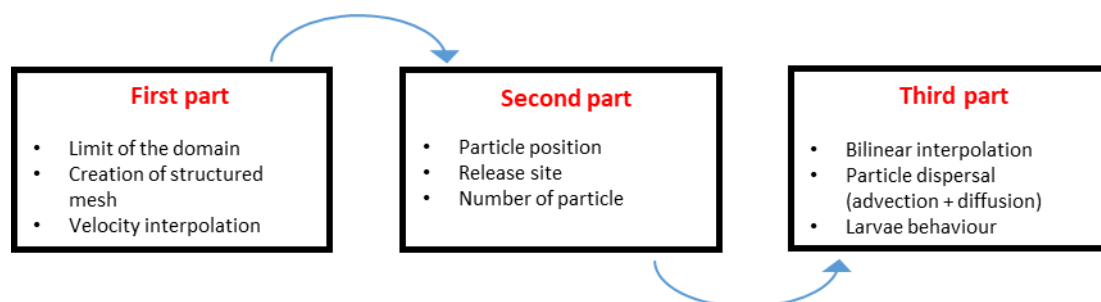 First part
• Limit of the domain
• Creation of structured
mesh
• Velocity interpolation
Second part
• Particle position
• Release site
• Number of particle
Third part
• Bilinear interpolation
• Particle dispersal
(advection + diffusion)
• Larvae behaviour